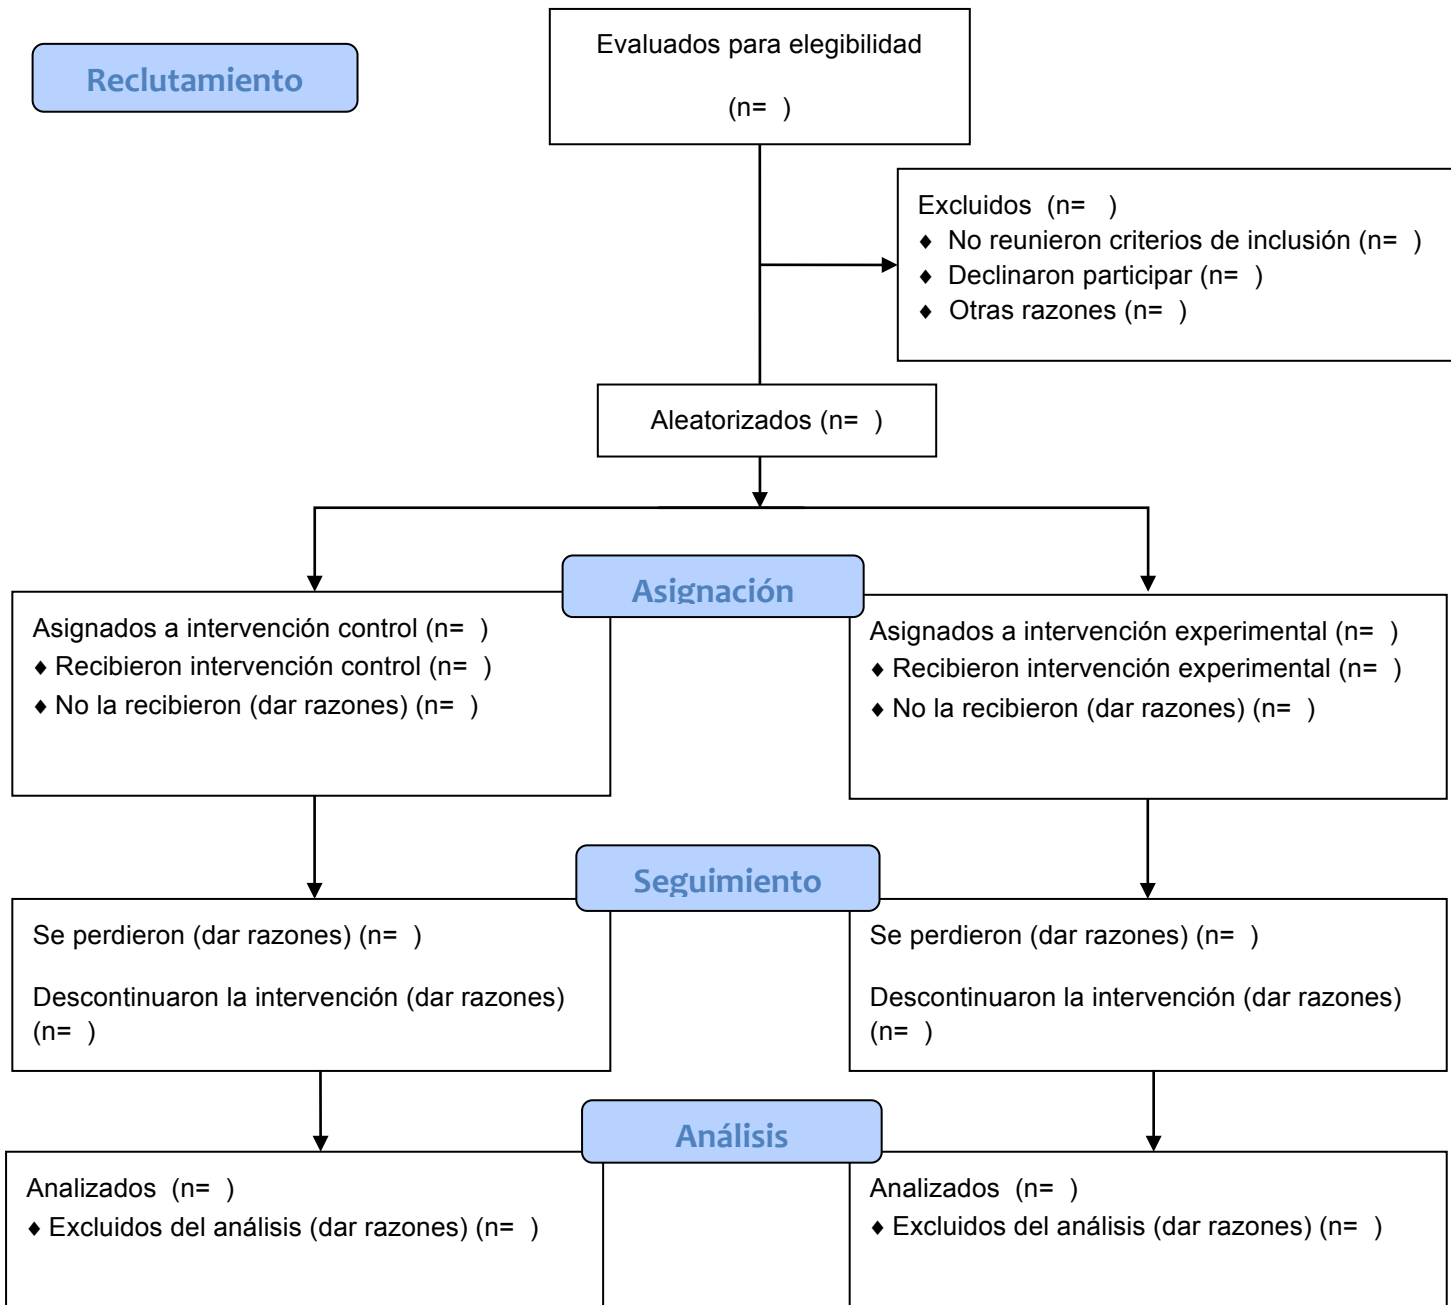 Reclutamiento
Evaluados para elegibilidad
(n=  )
Excluidos  (n=   )
♦ No reunieron criterios de inclusión (n=  )
♦ Declinaron participar (n=  )
♦ Otras razones (n=  )
Aleatorizados (n=  )
Asignación
Asignados a intervención control (n=  )
♦ Recibieron intervención control (n=  )
♦ No la recibieron (dar razones) (n=  )
Asignados a intervención experimental (n=  )
♦ Recibieron intervención experimental (n=  )
♦ No la recibieron (dar razones) (n=  )
Seguimiento
Se perdieron (dar razones) (n=  )
Descontinuaron la intervención (dar razones)
(n=  )
Se perdieron (dar razones) (n=  )
Descontinuaron la intervención (dar razones)
(n=  )
Análisis
Analizados  (n=  )
♦ Excluidos del análisis (dar razones) (n=  )
Analizados  (n=  )
♦ Excluidos del análisis (dar razones) (n=  )